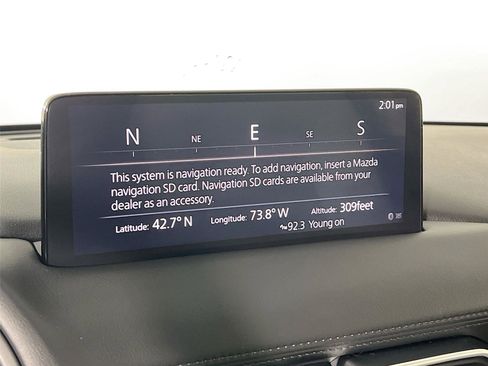 2:01 pm
N NE E SE S
This system is navigation ready. To add navigation, insert a Mazda
navigation SD card. Navigation SD cards are available from your
dealer as an accessory.
Latitude: 42.7° N Longitude: 73.8° W Altitude: 309feet
92.3 Young on